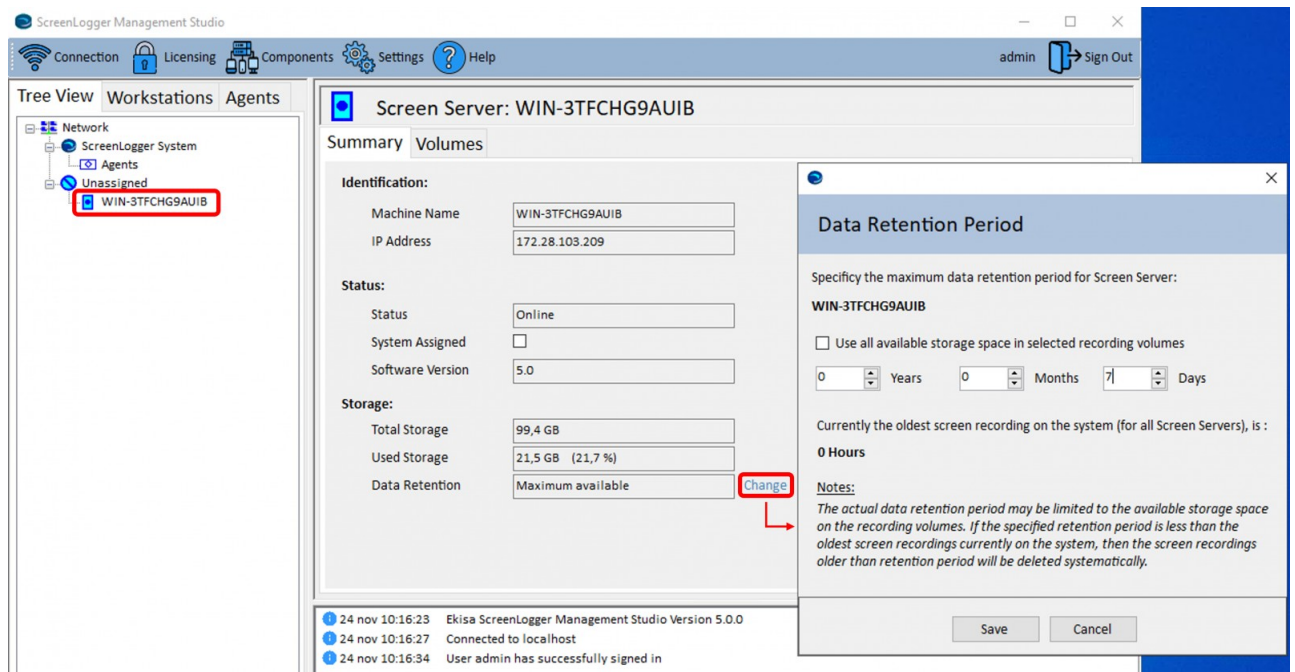 ScreenLogger Management Studio
Connection Licensing Components Settings Help admin Sign Out
Tree View Workstations Agents
Network
ScreenLogger System
Agents
Unassigned
WIN-3TFCHG9AUIB
Screen Server: WIN-3TFCHG9AUIB
Summary Volumes
Identification:
Machine Name WIN-3TFCHG9AUIB
IP Address 172.28.103.209
Status:
Status Online
System Assigned
Software Version 5.0
Storage:
Total Storage 99,4 GB
Used Storage 21,5 GB (21,7 %)
Data Retention Maximum available Change
24 nov 10:16:23 Ekisa ScreenLogger Management Studio Version 5.0.0
24 nov 10:16:27 Connected to localhost
24 nov 10:16:34 User admin has successfully signed in
Data Retention Period
Specificy the maximum data retention period for Screen Server:
WIN-3TFCHG9AUIB
Use all available storage space in selected recording volumes
0 Years 0 Months 7 Days
Currently the oldest screen recording on the system (for all Screen Servers), is :
0 Hours
Notes:
The actual data retention period may be limited to the available storage space
on the recording volumes. If the specified retention period is less than the
oldest screen recordings currently on the system, then the screen recordings
older than retention period will be deleted systematically.
Save Cancel